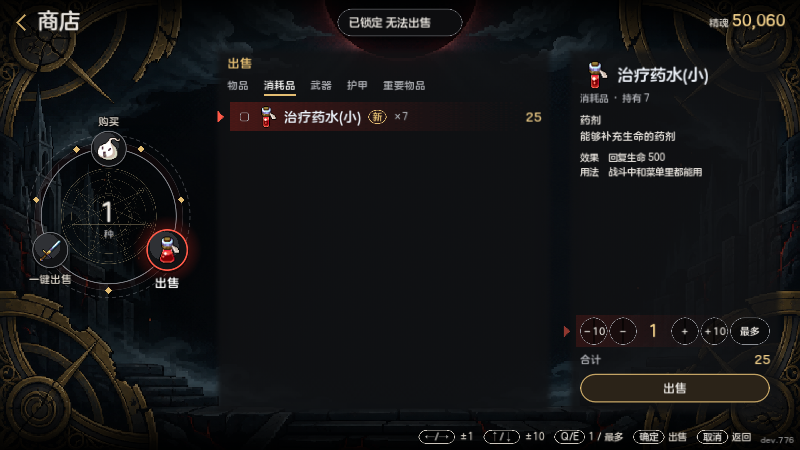 商店
已锁定 无法出售
精魂 50,060
购买
1
种
一键出售
出售
出售
物品 消耗品 武器 护甲 重要物品
治疗药水(小) 新 ×7 25
治疗药水(小)
消耗品 · 持有 7
药剂
能够补充生命的药剂
效果 回复生命 500
用法 战斗中和菜单里都能用
-10 - 1 + +10 最多
合计 25
出售
←/→ ±1 ↑/↓ ±10 Q/E 1 / 最多 确定 出售 取消 返回 dev.776